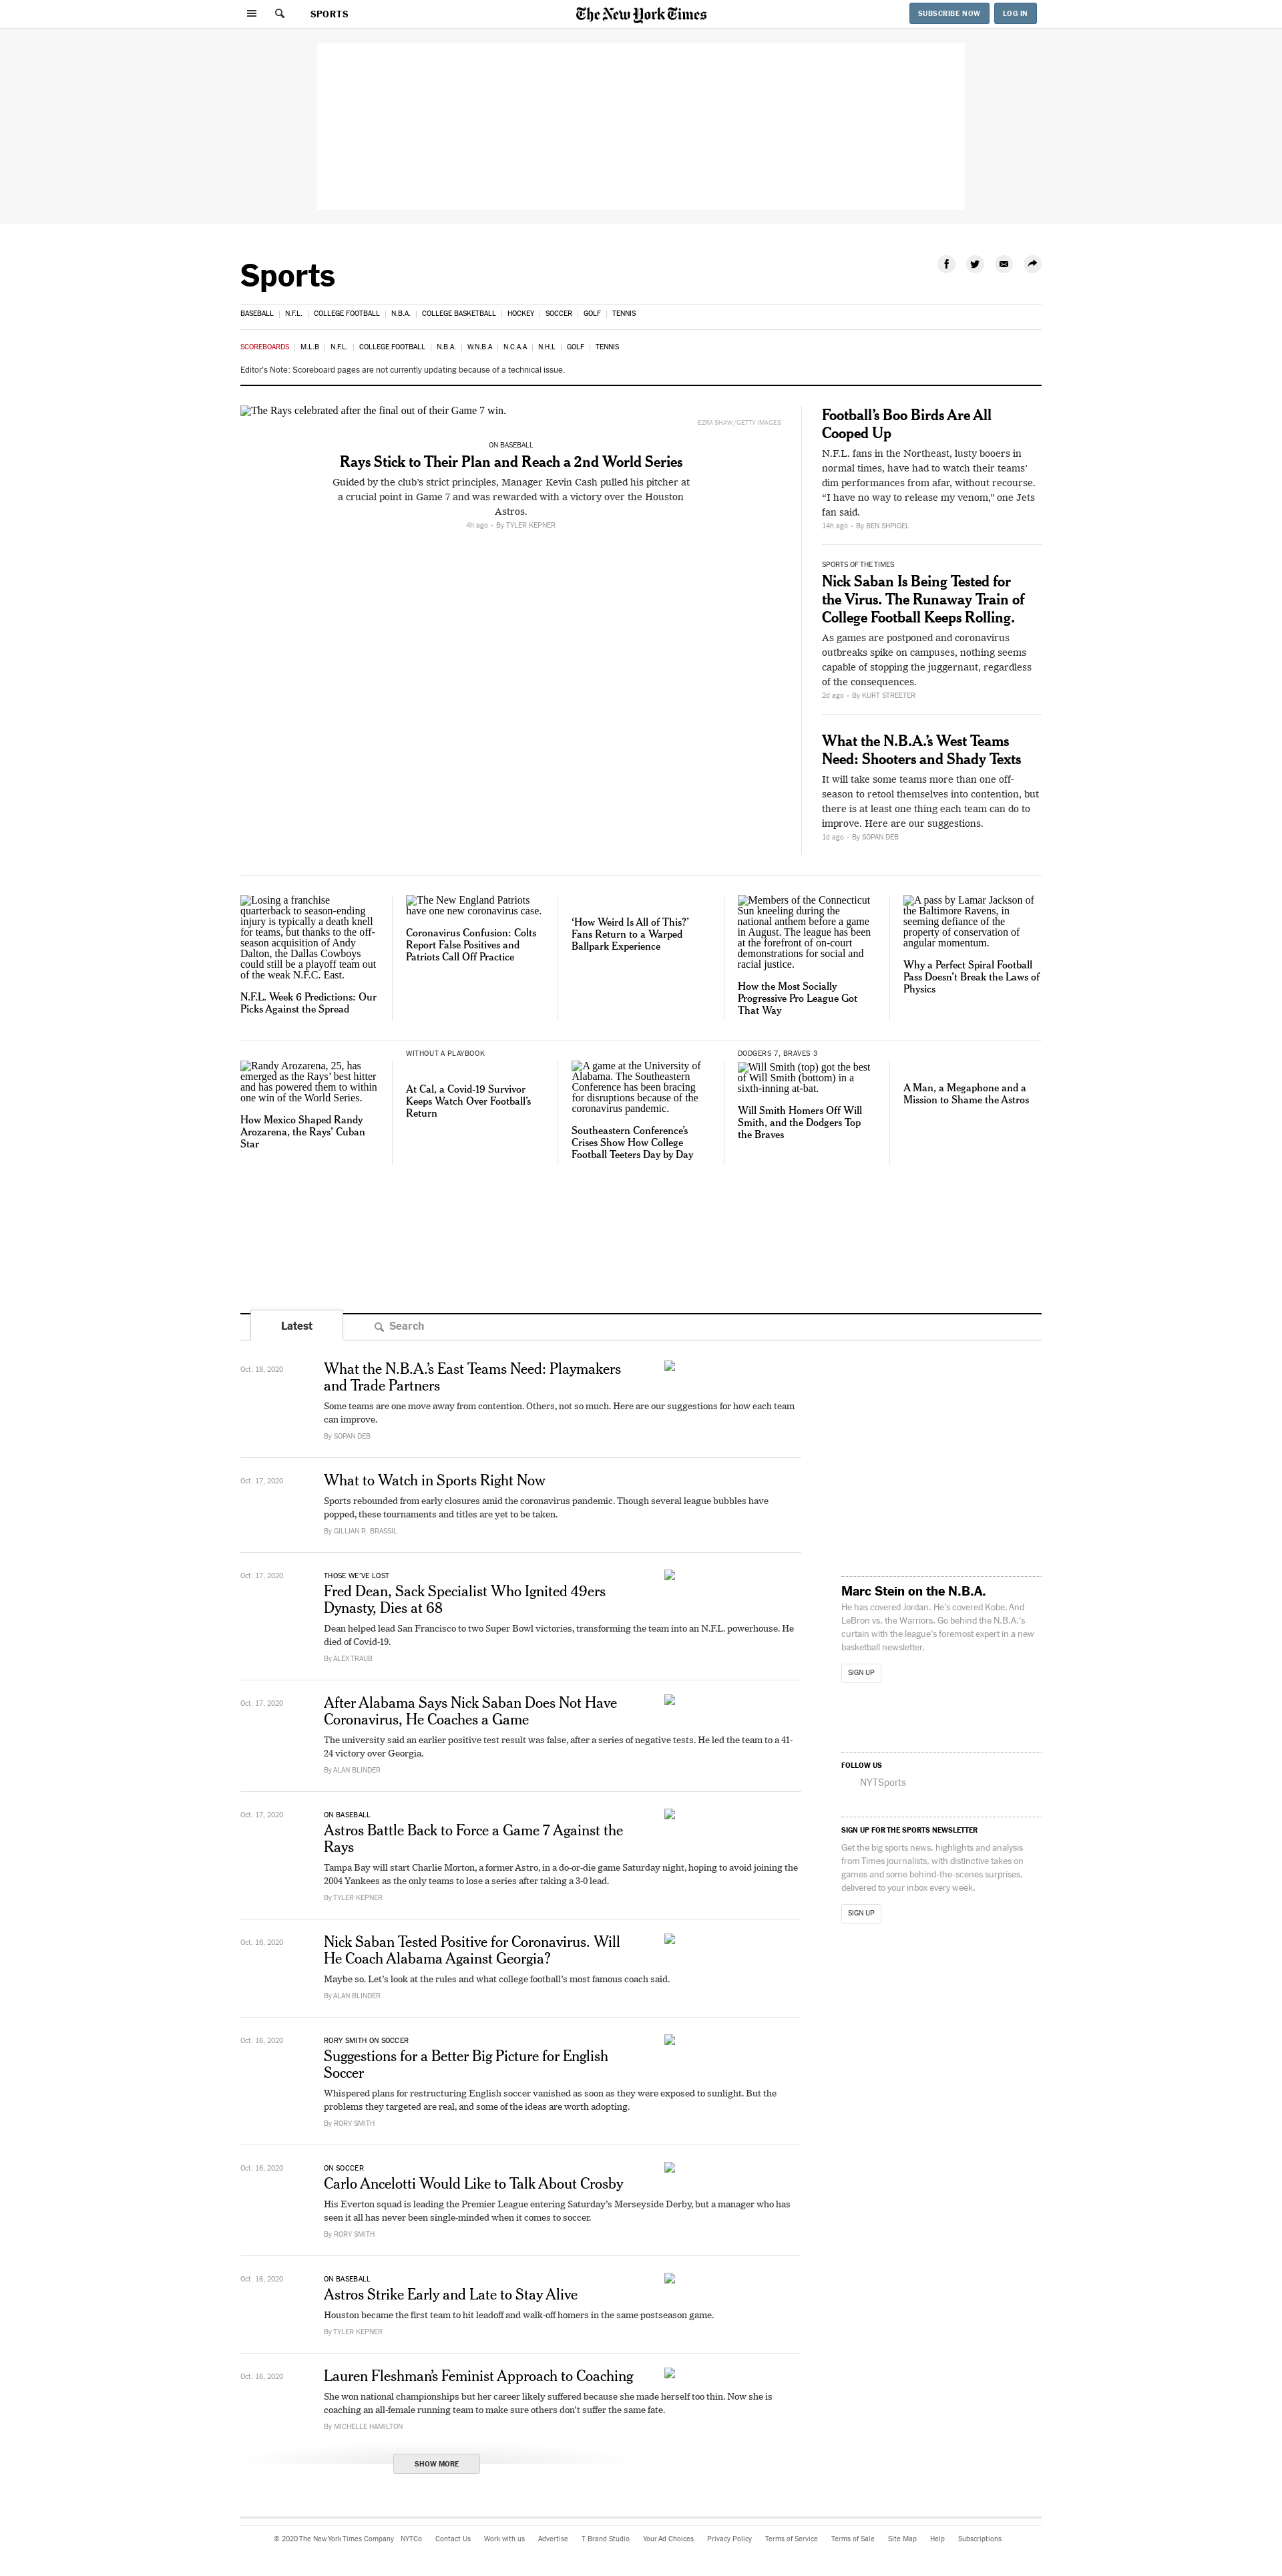 SPORTS
The New York Times
SUBSCRIBE NOW
LOG IN
Sports
BASEBALL
N.F.L.
COLLEGE FOOTBALL
N.B.A.
COLLEGE BASKETBALL
HOCKEY
SOCCER
GOLF
TENNIS
SCOREBOARDS
M.L.B
N.F.L.
COLLEGE FOOTBALL
N.B.A.
W.N.B.A
N.C.A.A
N.H.L
GOLF
TENNIS
Editor's Note: Scoreboard pages are not currently updating because of a technical issue.
The Rays celebrated after the final out of their Game 7 win.
EZRA SHAW/GETTY IMAGES
ON BASEBALL
Rays Stick to Their Plan and Reach a 2nd World Series
Guided by the club's strict principles, Manager Kevin Cash pulled his pitcher at
a crucial point in Game 7 and was rewarded with a victory over the Houston
Astros.
4h ago • By TYLER KEPNER
Football's Boo Birds Are All
Cooped Up
N.F.L. fans in the Northeast, lusty booers in
normal times, have had to watch their teams'
dim performances from afar, without recourse.
“I have no way to release my venom,” one Jets
fan said.
14h ago • By BEN SHPIGEL
SPORTS OF THE TIMES
Nick Saban Is Being Tested for
the Virus. The Runaway Train of
College Football Keeps Rolling.
As games are postponed and coronavirus
outbreaks spike on campuses, nothing seems
capable of stopping the juggernaut, regardless
of the consequences.
2d ago • By KURT STREETER
What the N.B.A.'s West Teams
Need: Shooters and Shady Texts
It will take some teams more than one off-
season to retool themselves into contention, but
there is at least one thing each team can do to
improve. Here are our suggestions.
1d ago • By SOPAN DEB
Losing a franchise
quarterback to season-ending
injury is typically a death knell
for teams, but thanks to the off-
season acquisition of Andy
Dalton, the Dallas Cowboys
could still be a playoff team out
of the weak N.F.C. East.
N.F.L. Week 6 Predictions: Our
Picks Against the Spread
The New England Patriots
have one new coronavirus case.
Coronavirus Confusion: Colts
Report False Positives and
Patriots Call Off Practice
‘How Weird Is All of This?’
Fans Return to a Warped
Ballpark Experience
Members of the Connecticut
Sun kneeling during the
national anthem before a game
in August. The league has been
at the forefront of on-court
demonstrations for social and
racial justice.
How the Most Socially
Progressive Pro League Got
That Way
A pass by Lamar Jackson of
the Baltimore Ravens, in
seeming defiance of the
property of conservation of
angular momentum.
Why a Perfect Spiral Football
Pass Doesn't Break the Laws of
Physics
Randy Arozarena, 25, has
emerged as the Rays' best hitter
and has powered them to within
one win of the World Series.
How Mexico Shaped Randy
Arozarena, the Rays' Cuban
Star
WITHOUT A PLAYBOOK
At Cal, a Covid-19 Survivor
Keeps Watch Over Football's
Return
A game at the University of
Alabama. The Southeastern
Conference has been bracing
for disruptions because of the
coronavirus pandemic.
Southeastern Conference's
Crises Show How College
Football Teeters Day by Day
DODGERS 7, BRAVES 3
Will Smith (top) got the best
of Will Smith (bottom) in a
sixth-inning at-bat.
Will Smith Homers Off Will
Smith, and the Dodgers Top
the Braves
A Man, a Megaphone and a
Mission to Shame the Astros
Latest
Search
Oct. 18, 2020
What the N.B.A.'s East Teams Need: Playmakers
and Trade Partners
Some teams are one move away from contention. Others, not so much. Here are our suggestions for how each team
can improve.
By SOPAN DEB
Oct. 17, 2020
What to Watch in Sports Right Now
Sports rebounded from early closures amid the coronavirus pandemic. Though several league bubbles have
popped, these tournaments and titles are yet to be taken.
By GILLIAN R. BRASSIL
Oct. 17, 2020
THOSE WE'VE LOST
Fred Dean, Sack Specialist Who Ignited 49ers
Dynasty, Dies at 68
Dean helped lead San Francisco to two Super Bowl victories, transforming the team into an N.F.L. powerhouse. He
died of Covid-19.
By ALEX TRAUB
Oct. 17, 2020
After Alabama Says Nick Saban Does Not Have
Coronavirus, He Coaches a Game
The university said an earlier positive test result was false, after a series of negative tests. He led the team to a 41-
24 victory over Georgia.
By ALAN BLINDER
Oct. 17, 2020
ON BASEBALL
Astros Battle Back to Force a Game 7 Against the
Rays
Tampa Bay will start Charlie Morton, a former Astro, in a do-or-die game Saturday night, hoping to avoid joining the
2004 Yankees as the only teams to lose a series after taking a 3-0 lead.
By TYLER KEPNER
Oct. 16, 2020
Nick Saban Tested Positive for Coronavirus. Will
He Coach Alabama Against Georgia?
Maybe so. Let's look at the rules and what college football's most famous coach said.
By ALAN BLINDER
Oct. 16, 2020
RORY SMITH ON SOCCER
Suggestions for a Better Big Picture for English
Soccer
Whispered plans for restructuring English soccer vanished as soon as they were exposed to sunlight. But the
problems they targeted are real, and some of the ideas are worth adopting.
By RORY SMITH
Oct. 16, 2020
ON SOCCER
Carlo Ancelotti Would Like to Talk About Crosby
His Everton squad is leading the Premier League entering Saturday's Merseyside Derby, but a manager who has
seen it all has never been single-minded when it comes to soccer.
By RORY SMITH
Oct. 16, 2020
ON BASEBALL
Astros Strike Early and Late to Stay Alive
Houston became the first team to hit leadoff and walk-off homers in the same postseason game.
By TYLER KEPNER
Oct. 16, 2020
Lauren Fleshman's Feminist Approach to Coaching
She won national championships but her career likely suffered because she made herself too thin. Now she is
coaching an all-female running team to make sure others don't suffer the same fate.
By MICHELLE HAMILTON
SHOW MORE
Marc Stein on the N.B.A.
He has covered Jordan. He's covered Kobe. And
LeBron vs. the Warriors. Go behind the N.B.A.'s
curtain with the league's foremost expert in a new
basketball newsletter.
SIGN UP
FOLLOW US
NYTSports
SIGN UP FOR THE SPORTS NEWSLETTER
Get the big sports news, highlights and analysis
from Times journalists, with distinctive takes on
games and some behind-the-scenes surprises,
delivered to your inbox every week.
SIGN UP
© 2020 The New York Times Company
NYTCo
Contact Us
Work with us
Advertise
T Brand Studio
Your Ad Choices
Privacy Policy
Terms of Service
Terms of Sale
Site Map
Help
Subscriptions